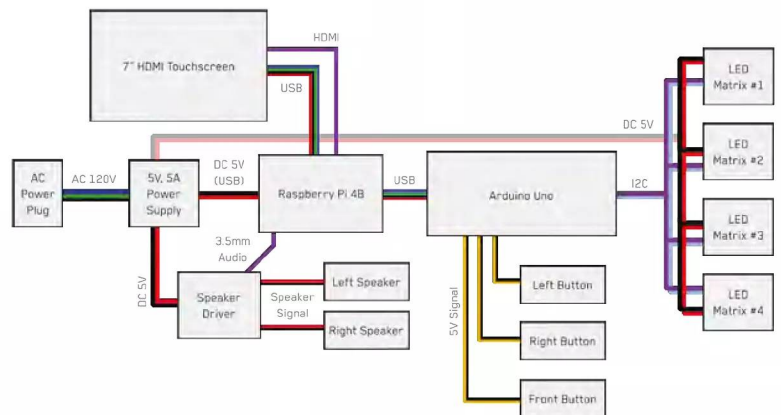 HDMI
7" HDMI Touchscreen
USB
LED
Matrix #1
DC 5V
LED
Matrix #2
AC
Power
Plug
AC 120V
5V, 5A
Power
Supply
DC 5V
(USB)
Raspberry Pi 4B
USB
Arduino Uno
I2C
LED
Matrix #3
3.5mm
Audio
DC 5V
Speaker
Driver
Speaker
Signal
Left Speaker
Right Speaker
5V Signal
Left Button
Right Button
Front Button
LED
Matrix #4